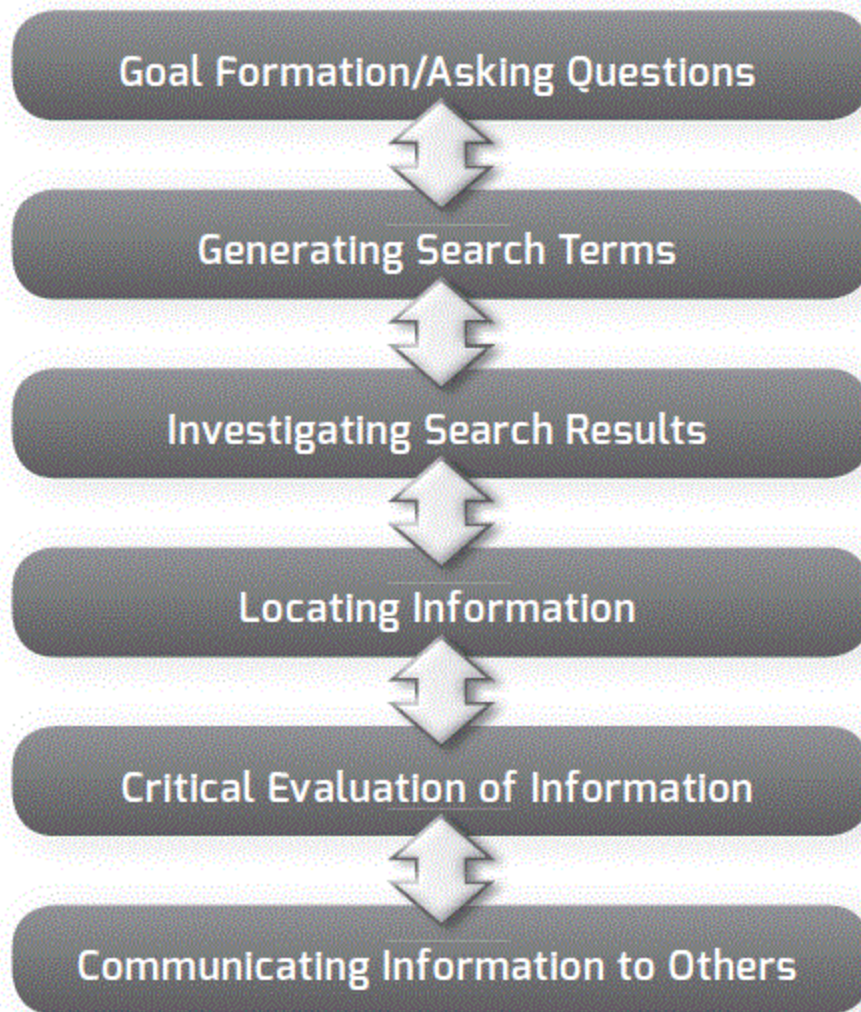 Goal Formation/Asking Questions
Generating Search Terms
Investigating Search Results
Locating Information
Critical Evaluation of Information
Communicating Information to Others